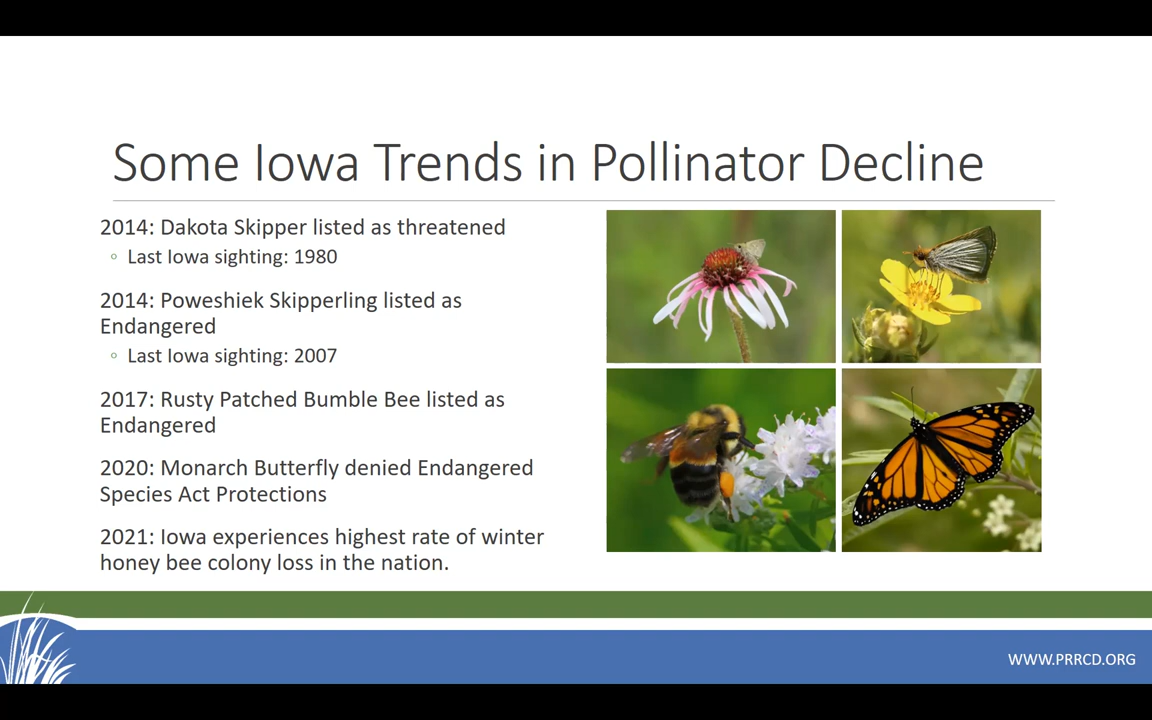 Some Iowa Trends in Pollinator Decline
2014: Dakota Skipper listed as threatened
◦ Last Iowa sighting: 1980
2014: Poweshiek Skipperling listed as
Endangered
◦ Last Iowa sighting: 2007
2017: Rusty Patched Bumble Bee listed as
Endangered
2020: Monarch Butterfly denied Endangered
Species Act Protections
2021: Iowa experiences highest rate of winter
honey bee colony loss in the nation.
WWW.PRRCD.ORG